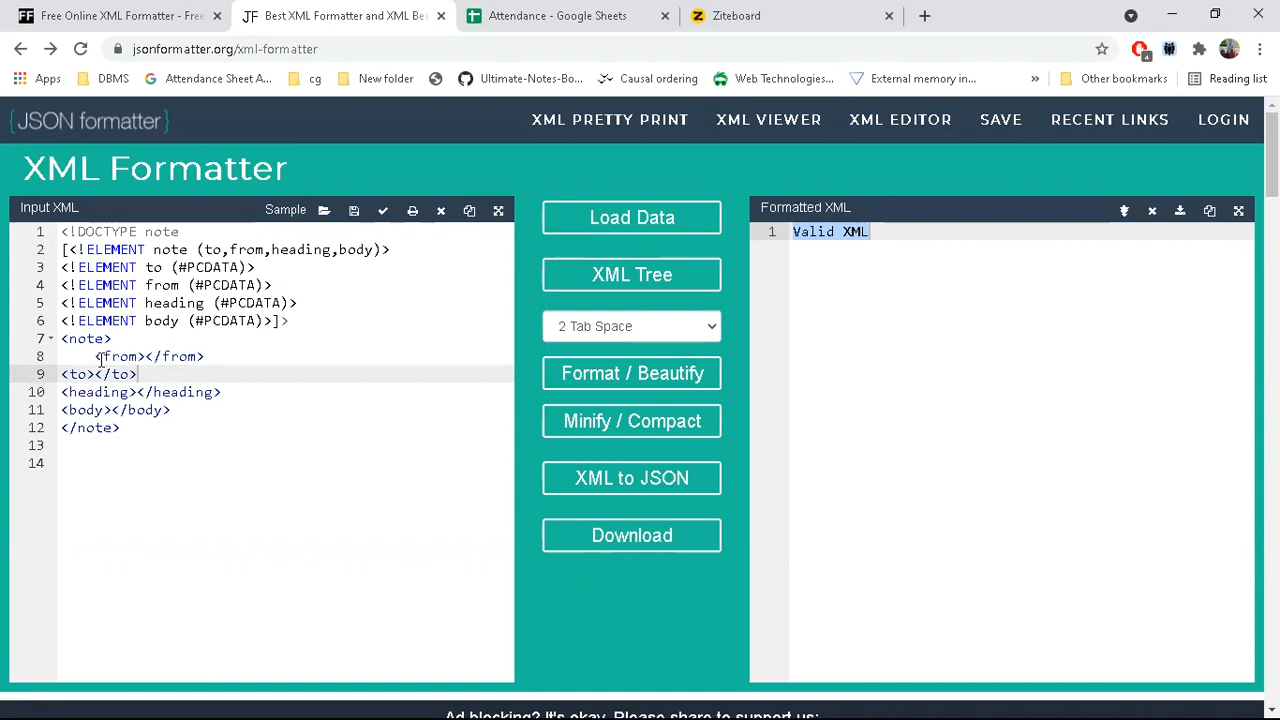 Free Online XML Formatter - Free
JF Best XML Formatter and XML Bea
Attendance - Google Sheets
Ziteboard
jsonformatter.org/xml-formatter
Apps DBMS Attendance Sheet A... cg New folder Ultimate-Notes-Bo... Causal ordering Web Technologies... External memory in... » Other bookmarks Reading list
{JSON formatter} XML PRETTY PRINT XML VIEWER XML EDITOR SAVE RECENT LINKS LOGIN
XML Formatter
Input XML Sample
1 <!DOCTYPE note
2 [<!ELEMENT note (to,from,heading,body)>
3 <!ELEMENT to (#PCDATA)>
4 <!ELEMENT from (#PCDATA)>
5 <!ELEMENT heading (#PCDATA)>
6 <!ELEMENT body (#PCDATA)>]>
7 <note>
8 <from></from>
9 <to></to>
10 <heading></heading>
11 <body></body>
12 </note>
13
14
Load Data
XML Tree
2 Tab Space
Format / Beautify
Minify / Compact
XML to JSON
Download
Formatted XML
1 Valid XML
Ad blocking? It's okay. Please share to support us: